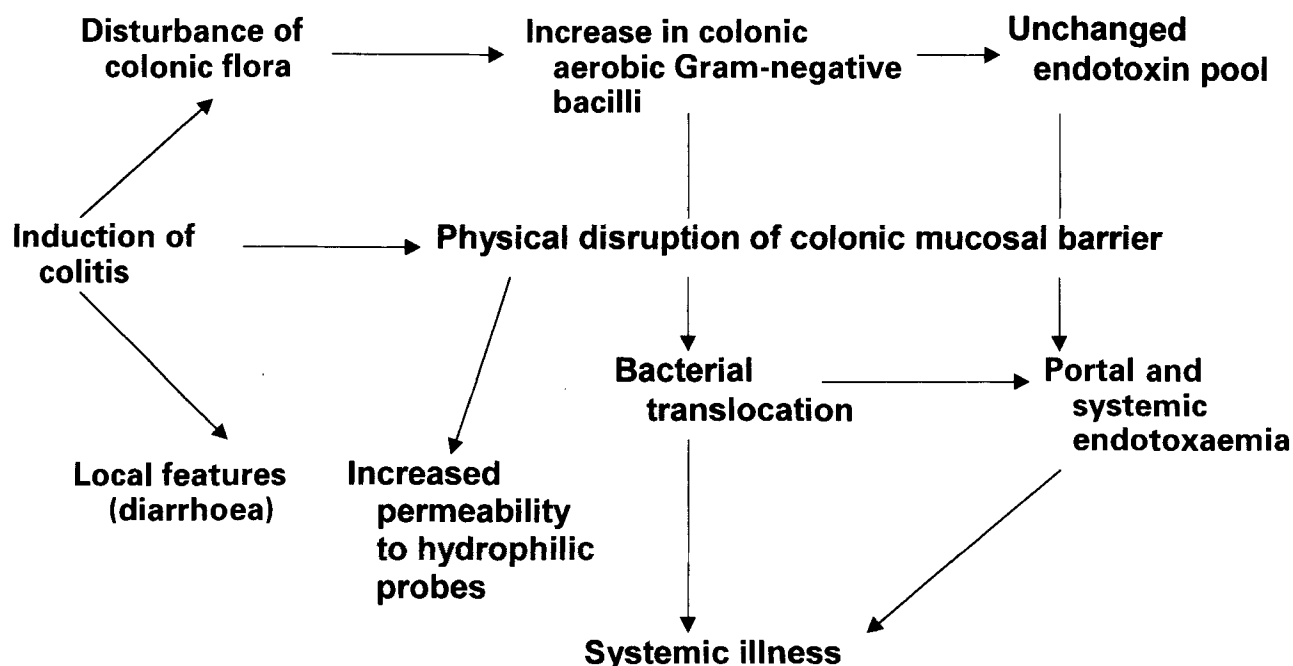 Disturbance of
colonic flora
Increase in colonic
aerobic Gram-negative
bacilli
Unchanged
endotoxin pool
Induction of
colitis
Physical disruption of colonic mucosal barrier
Bacterial
translocation
Portal and
systemic
endotoxaemia
Local features
(diarrhoea)
Increased
permeability
to hydrophilic
probes
Systemic illness